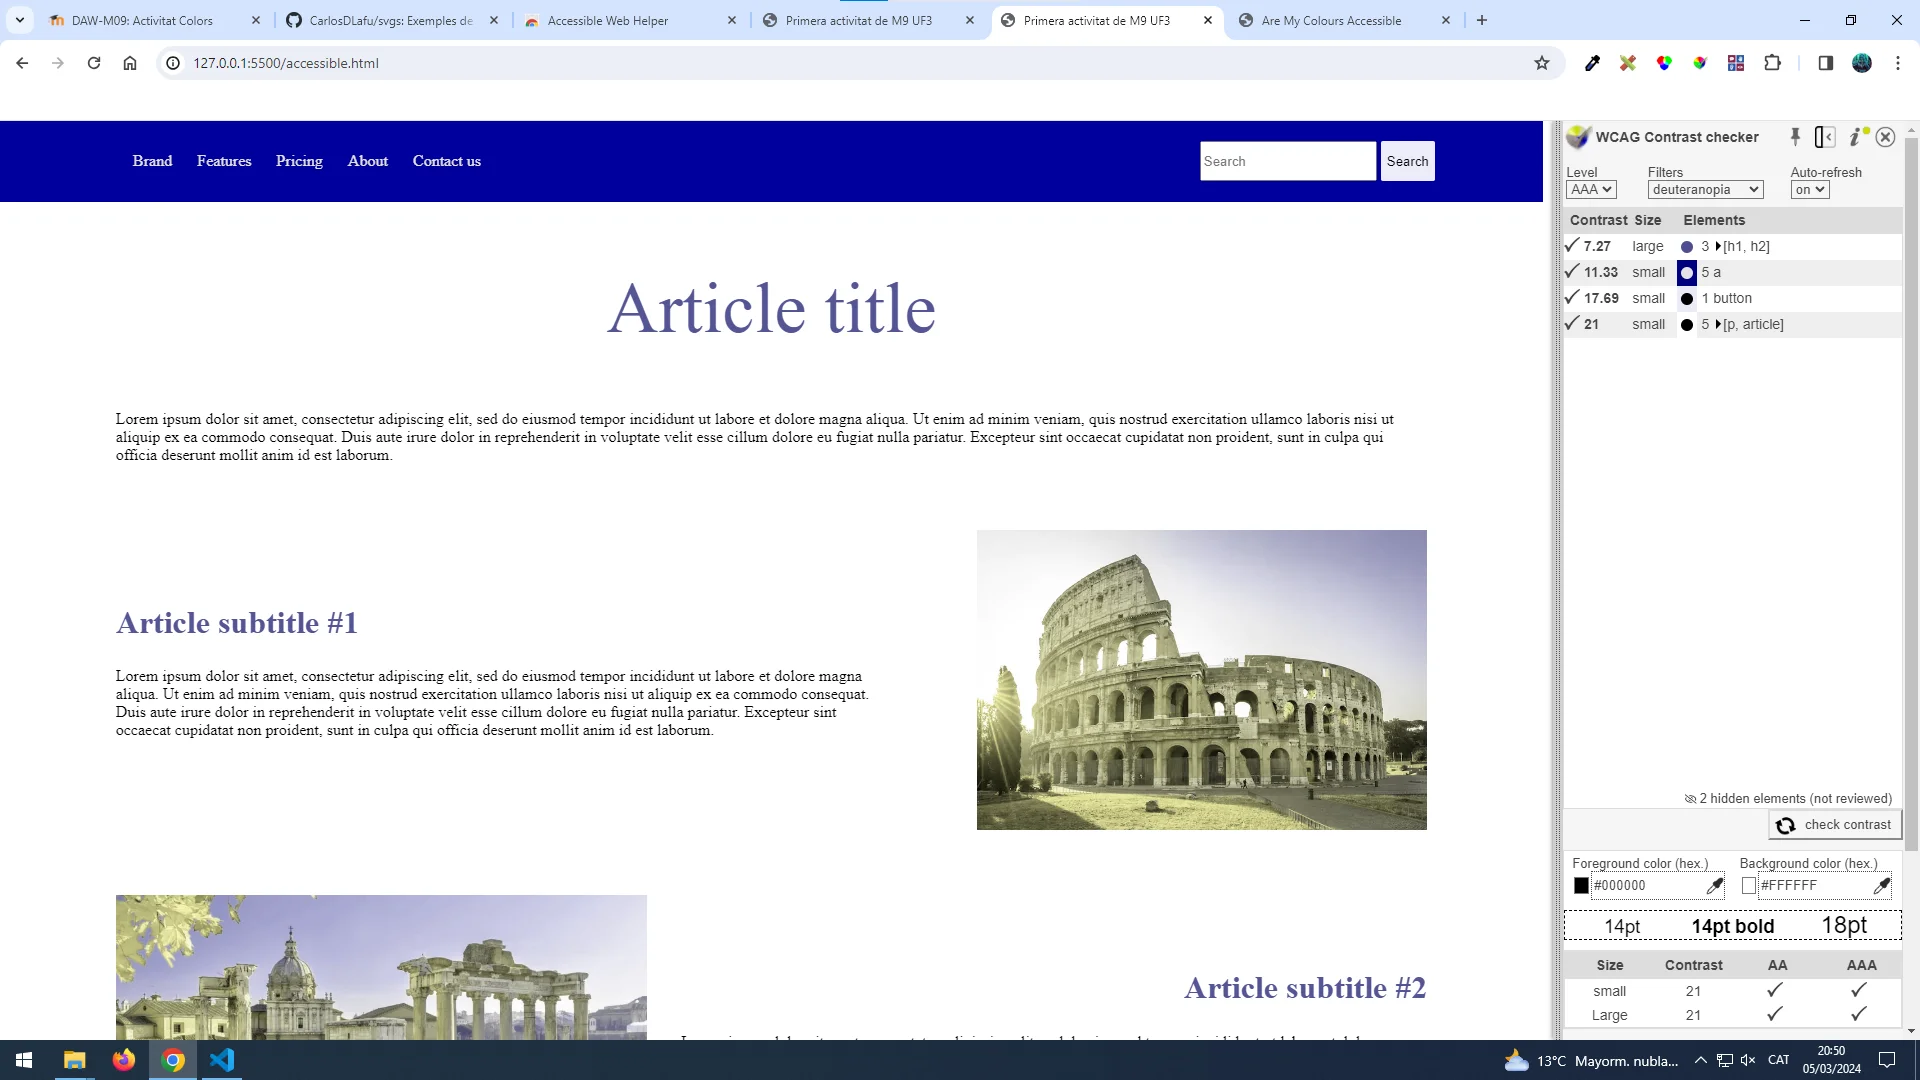 DAW-M09: Activitat Colors
CarlosDLafu/svgs: Exemples de
Accessible Web Helper
Primera activitat de M9 UF3
Primera activitat de M9 UF3
Are My Colours Accessible
127.0.0.1:5500/accessible.html
Brand Features Pricing About Contact us
Search Search
Article title
Lorem ipsum dolor sit amet, consectetur adipiscing elit, sed do eiusmod tempor incididunt ut labore et dolore magna aliqua. Ut enim ad minim veniam, quis nostrud exercitation ullamco laboris nisi ut
aliquip ex ea commodo consequat. Duis aute irure dolor in reprehenderit in voluptate velit esse cillum dolore eu fugiat nulla pariatur. Excepteur sint occaecat cupidatat non proident, sunt in culpa qui
officia deserunt mollit anim id est laborum.
Article subtitle #1
Lorem ipsum dolor sit amet, consectetur adipiscing elit, sed do eiusmod tempor incididunt ut labore et dolore magna
aliqua. Ut enim ad minim veniam, quis nostrud exercitation ullamco laboris nisi ut aliquip ex ea commodo consequat.
Duis aute irure dolor in reprehenderit in voluptate velit esse cillum dolore eu fugiat nulla pariatur. Excepteur sint
occaecat cupidatat non proident, sunt in culpa qui officia deserunt mollit anim id est laborum.
Article subtitle #2
WCAG Contrast checker
Level Filters Auto-refresh
AAA deuteranopia on
Contrast Size Elements
7.27 large 3 [h1, h2]
11.33 small 5 a
17.69 small 1 button
21 small 5 [p, article]
2 hidden elements (not reviewed)
check contrast
Foreground color (hex.) Background color (hex.)
#000000 #FFFFFF
14pt 14pt bold 18pt
Size Contrast AA AAA
small 21
Large 21
13°C Mayorm. nubla... CAT
20:50
05/03/2024